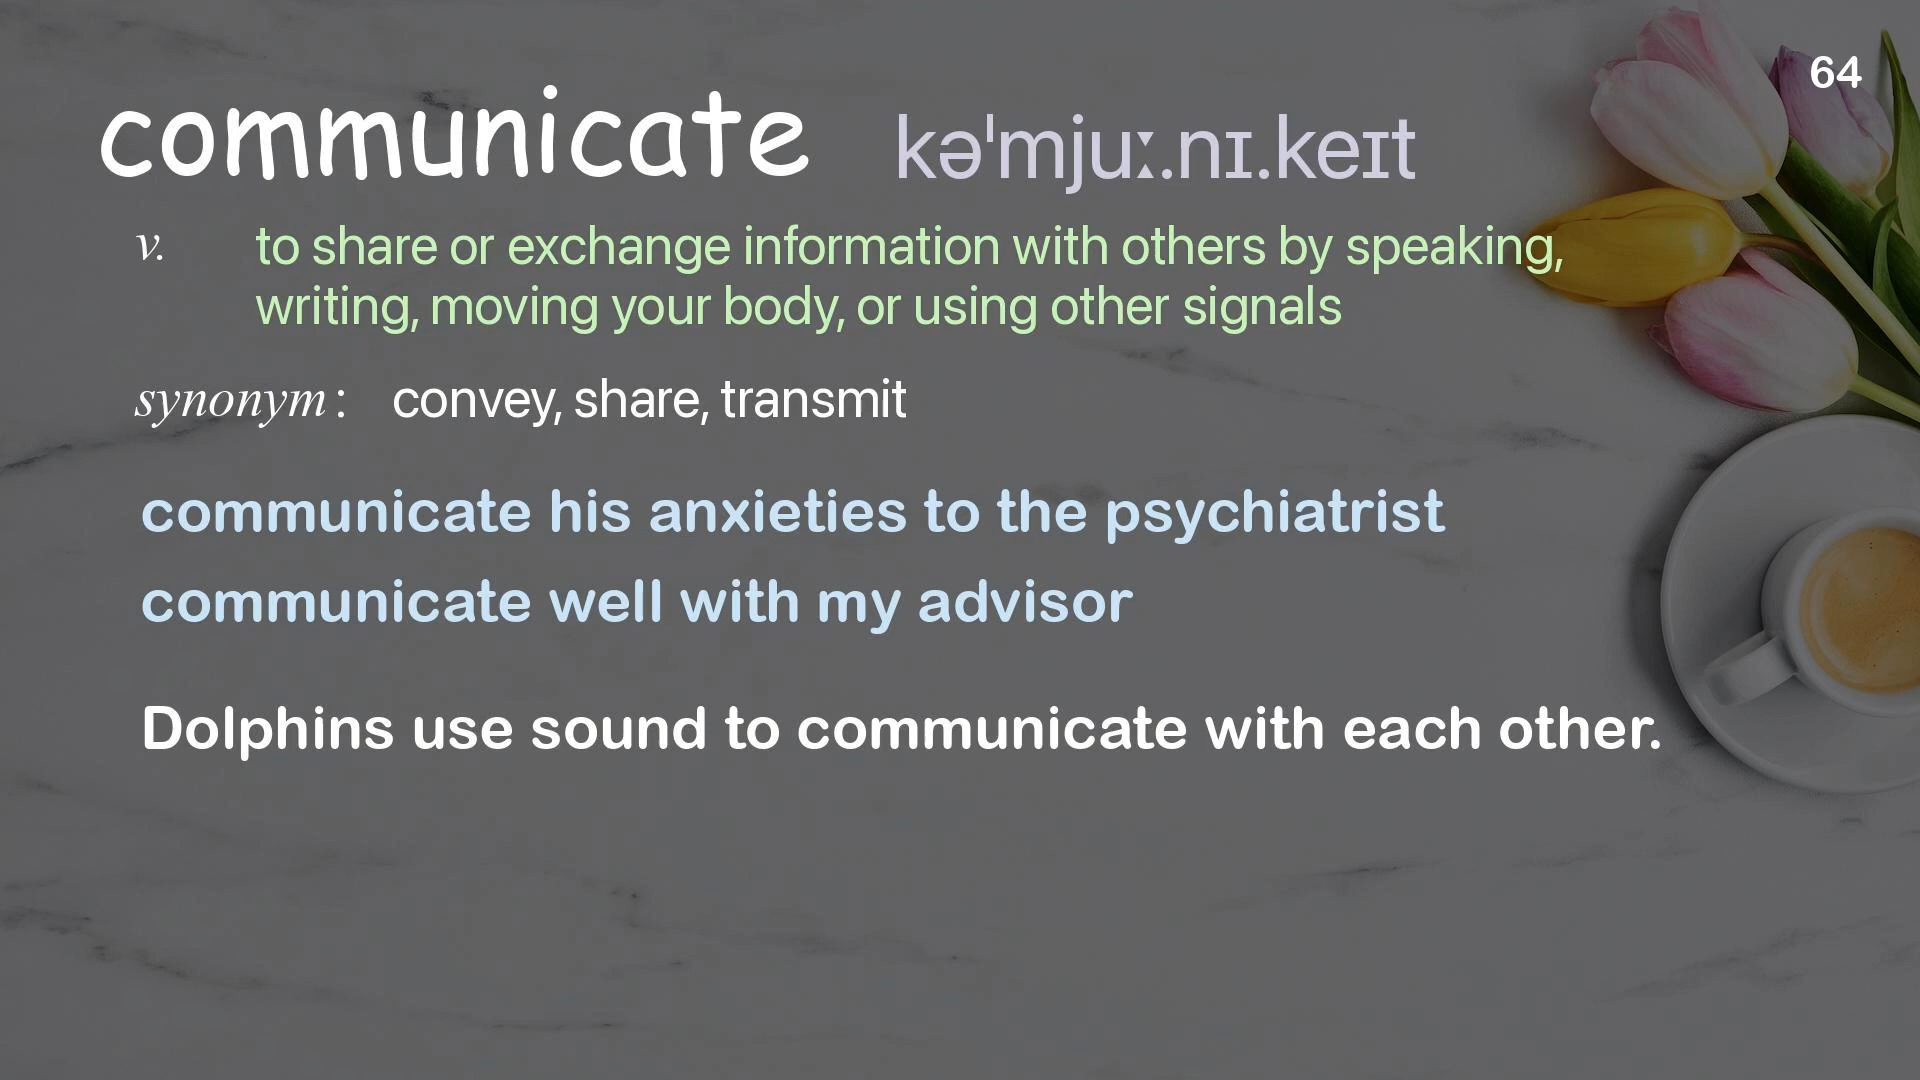 64
communicate kəˈmjuː.nɪ.keɪt
v. to share or exchange information with others by speaking,
writing, moving your body, or using other signals
synonym: convey, share, transmit
communicate his anxieties to the psychiatrist
communicate well with my advisor
Dolphins use sound to communicate with each other.